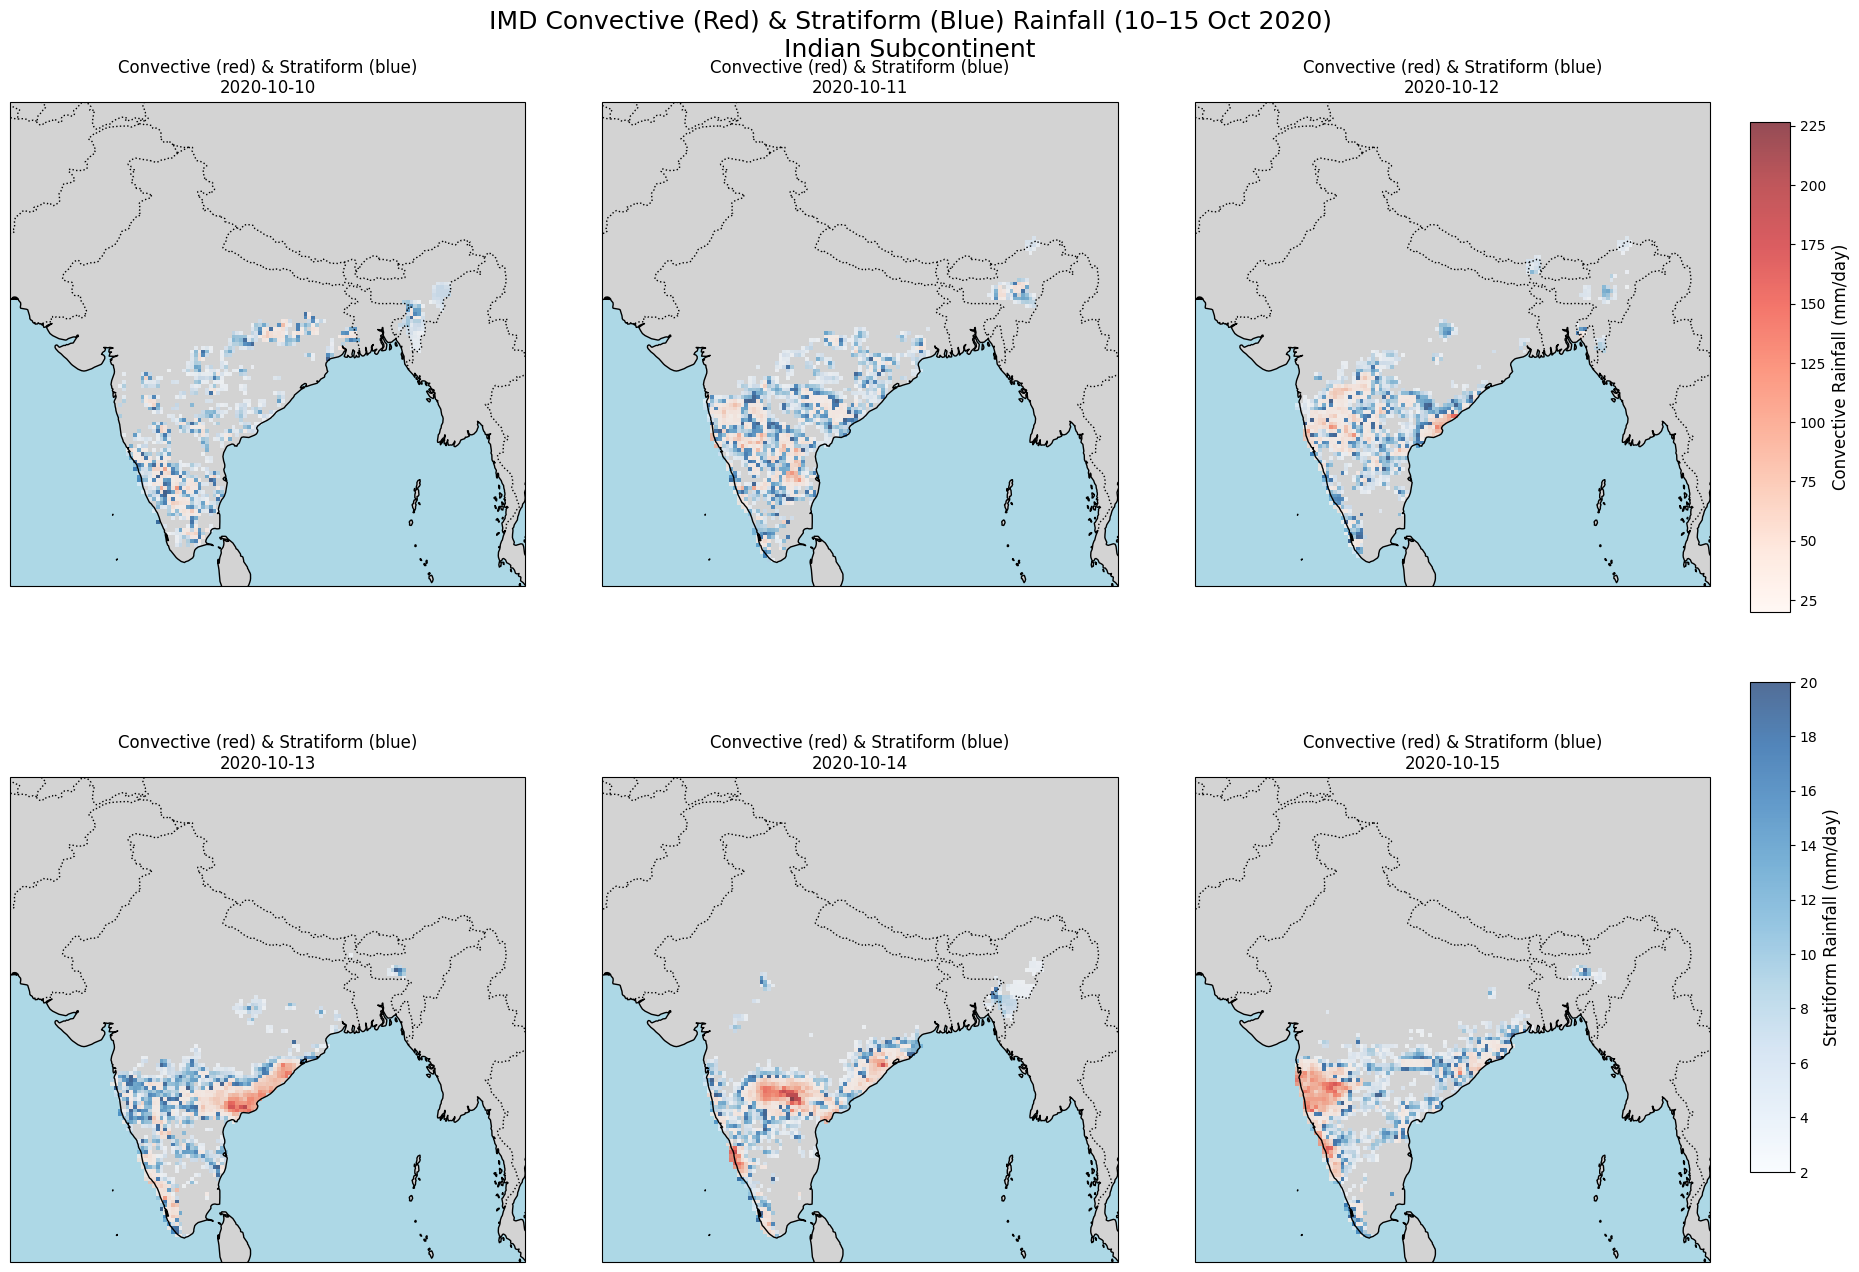 IMD Convective (Red) & Stratiform (Blue) Rainfall (10–15 Oct 2020)
Indian Subcontinent
Convective (red) & Stratiform (blue)
2020-10-10
Convective (red) & Stratiform (blue)
2020-10-11
Convective (red) & Stratiform (blue)
2020-10-12
225
200
175
150
125
100
75
50
25
Convective Rainfall (mm/day)
Convective (red) & Stratiform (blue)
2020-10-13
Convective (red) & Stratiform (blue)
2020-10-14
Convective (red) & Stratiform (blue)
2020-10-15
20
18
16
14
12
10
8
6
4
2
Stratiform Rainfall (mm/day)